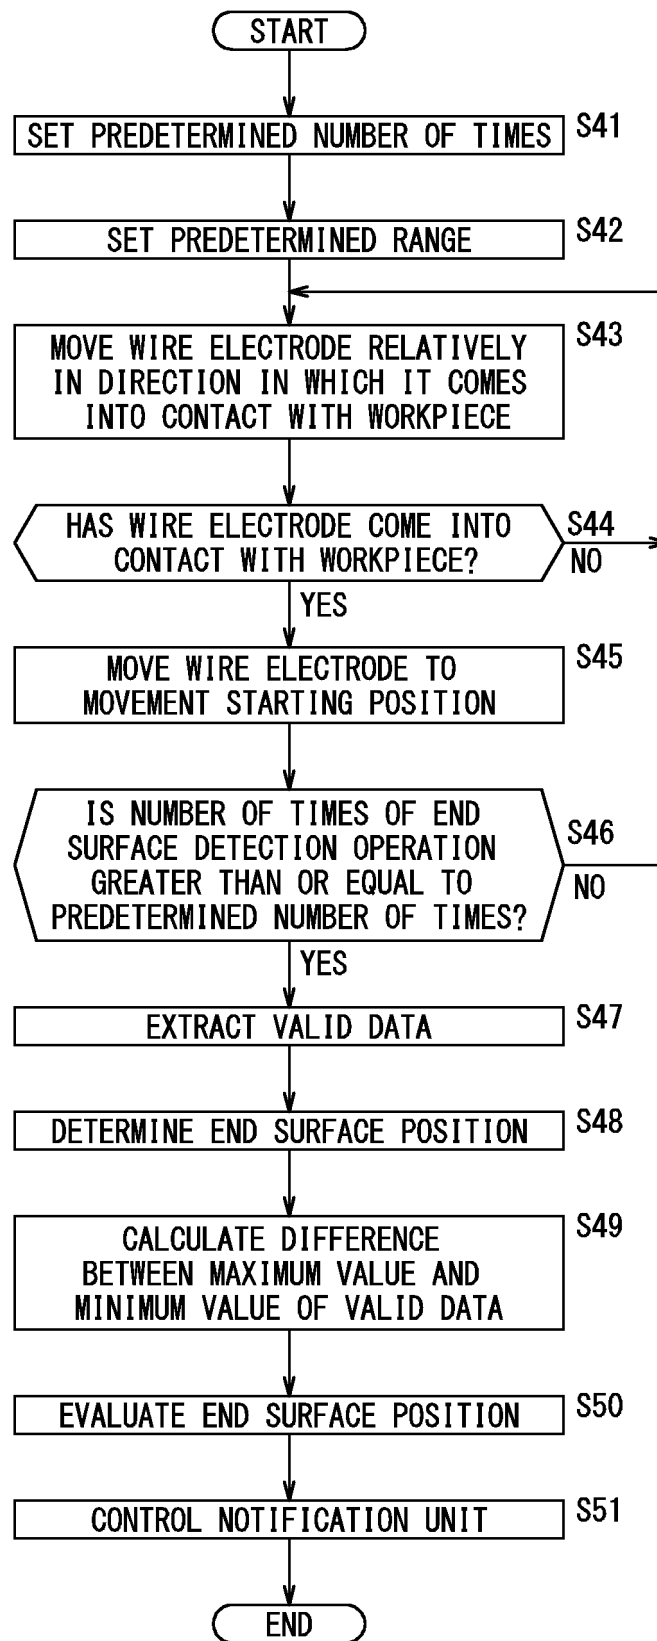 START
S41
SET PREDETERMINED NUMBER OF TIMES
S42
SET PREDETERMINED RANGE
S43
MOVE WIRE ELECTRODE RELATIVELY
IN DIRECTION IN WHICH IT COMES
INTO CONTACT WITH WORKPIECE
HAS WIRE ELECTRODE COME INTO
CONTACT WITH WORKPIECE?
S44
NO
YES
S45
MOVE WIRE ELECTRODE TO
MOVEMENT STARTING POSITION
IS NUMBER OF TIMES OF END
SURFACE DETECTION OPERATION
GREATER THAN OR EQUAL TO
PREDETERMINED NUMBER OF TIMES?
S46
NO
YES
S47
EXTRACT VALID DATA
S48
DETERMINE END SURFACE POSITION
S49
CALCULATE DIFFERENCE
BETWEEN MAXIMUM VALUE AND
MINIMUM VALUE OF VALID DATA
S50
EVALUATE END SURFACE POSITION
S51
CONTROL NOTIFICATION UNIT
END